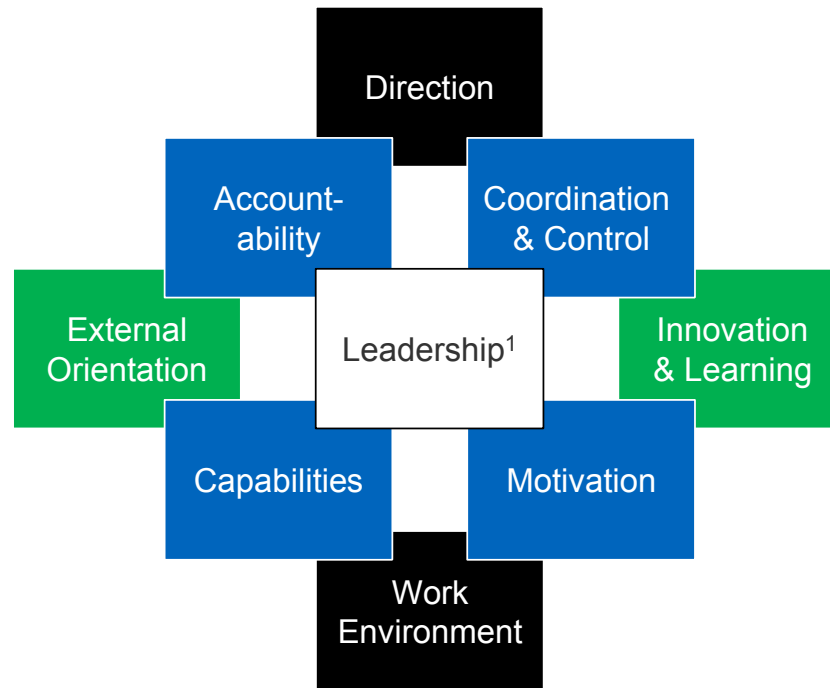 Direction
Account-
ability
Coordination
& Control
External
Orientation
Leadership¹
Innovation
& Learning
Capabilities
Motivation
Work
Environment